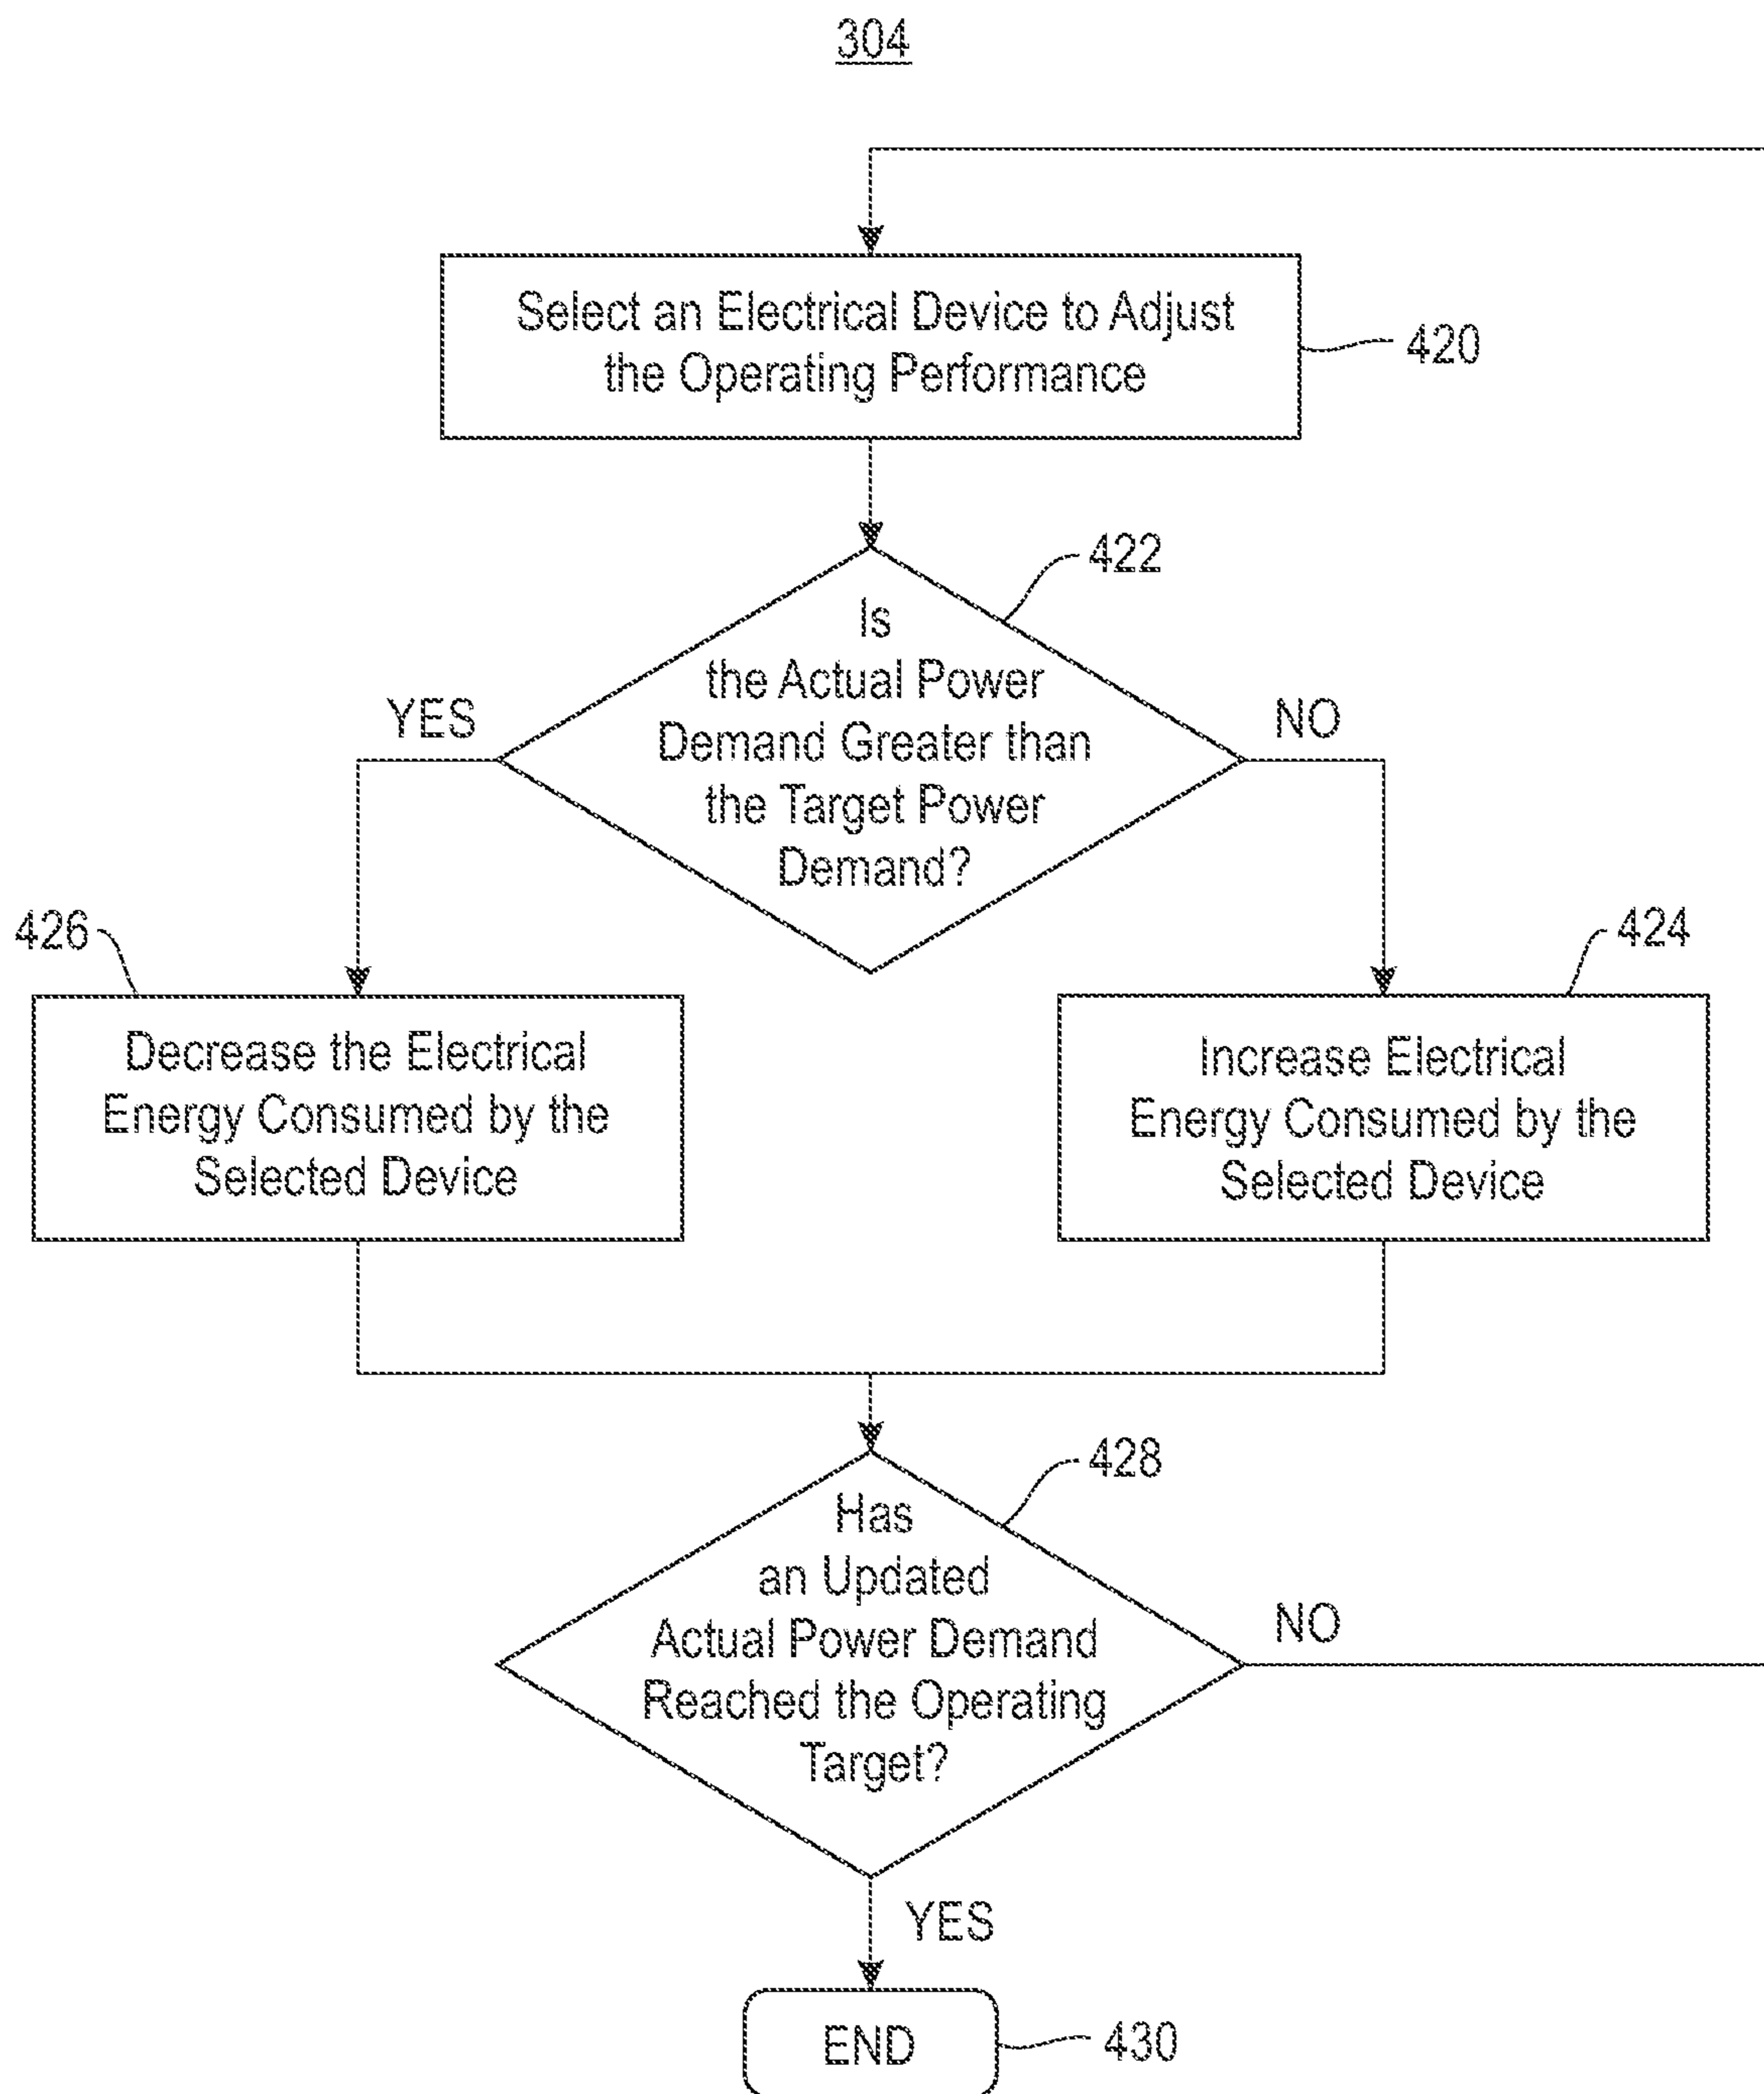 304
Select an Electrical Device to Adjust
the Operating Performance
420
422
Is
the Actual Power
Demand Greater than
the Target Power
Demand?
YES
NO
426
424
Decrease the Electrical
Energy Consumed by the
Selected Device
Increase Electrical
Energy Consumed by the
Selected Device
428
Has
an Updated
Actual Power Demand
Reached the Operating
Target?
NO
YES
END
430